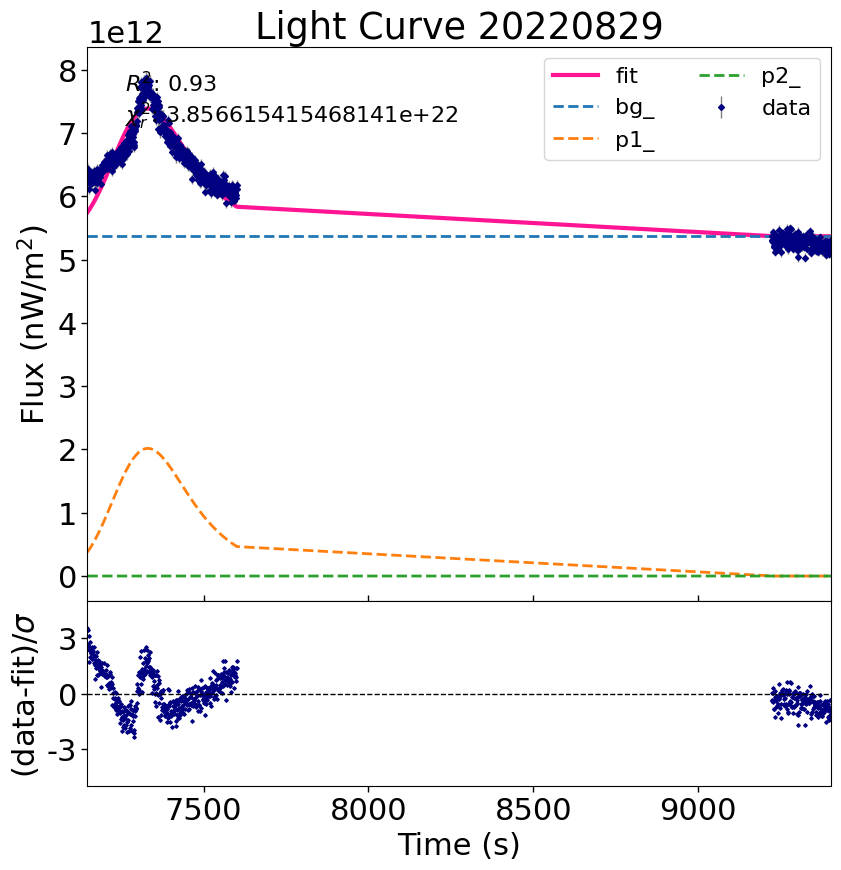 Light Curve 20220829
1e12
R²: 0.93
χ²ᵣ: 3.856615415468141e+22
fit
bg_
p1_
p2_
data
8
7
6
5
4
3
2
1
0
Flux (nW/m²)
3
0
-3
(data-fit)/σ
7500
8000
8500
9000
Time (s)